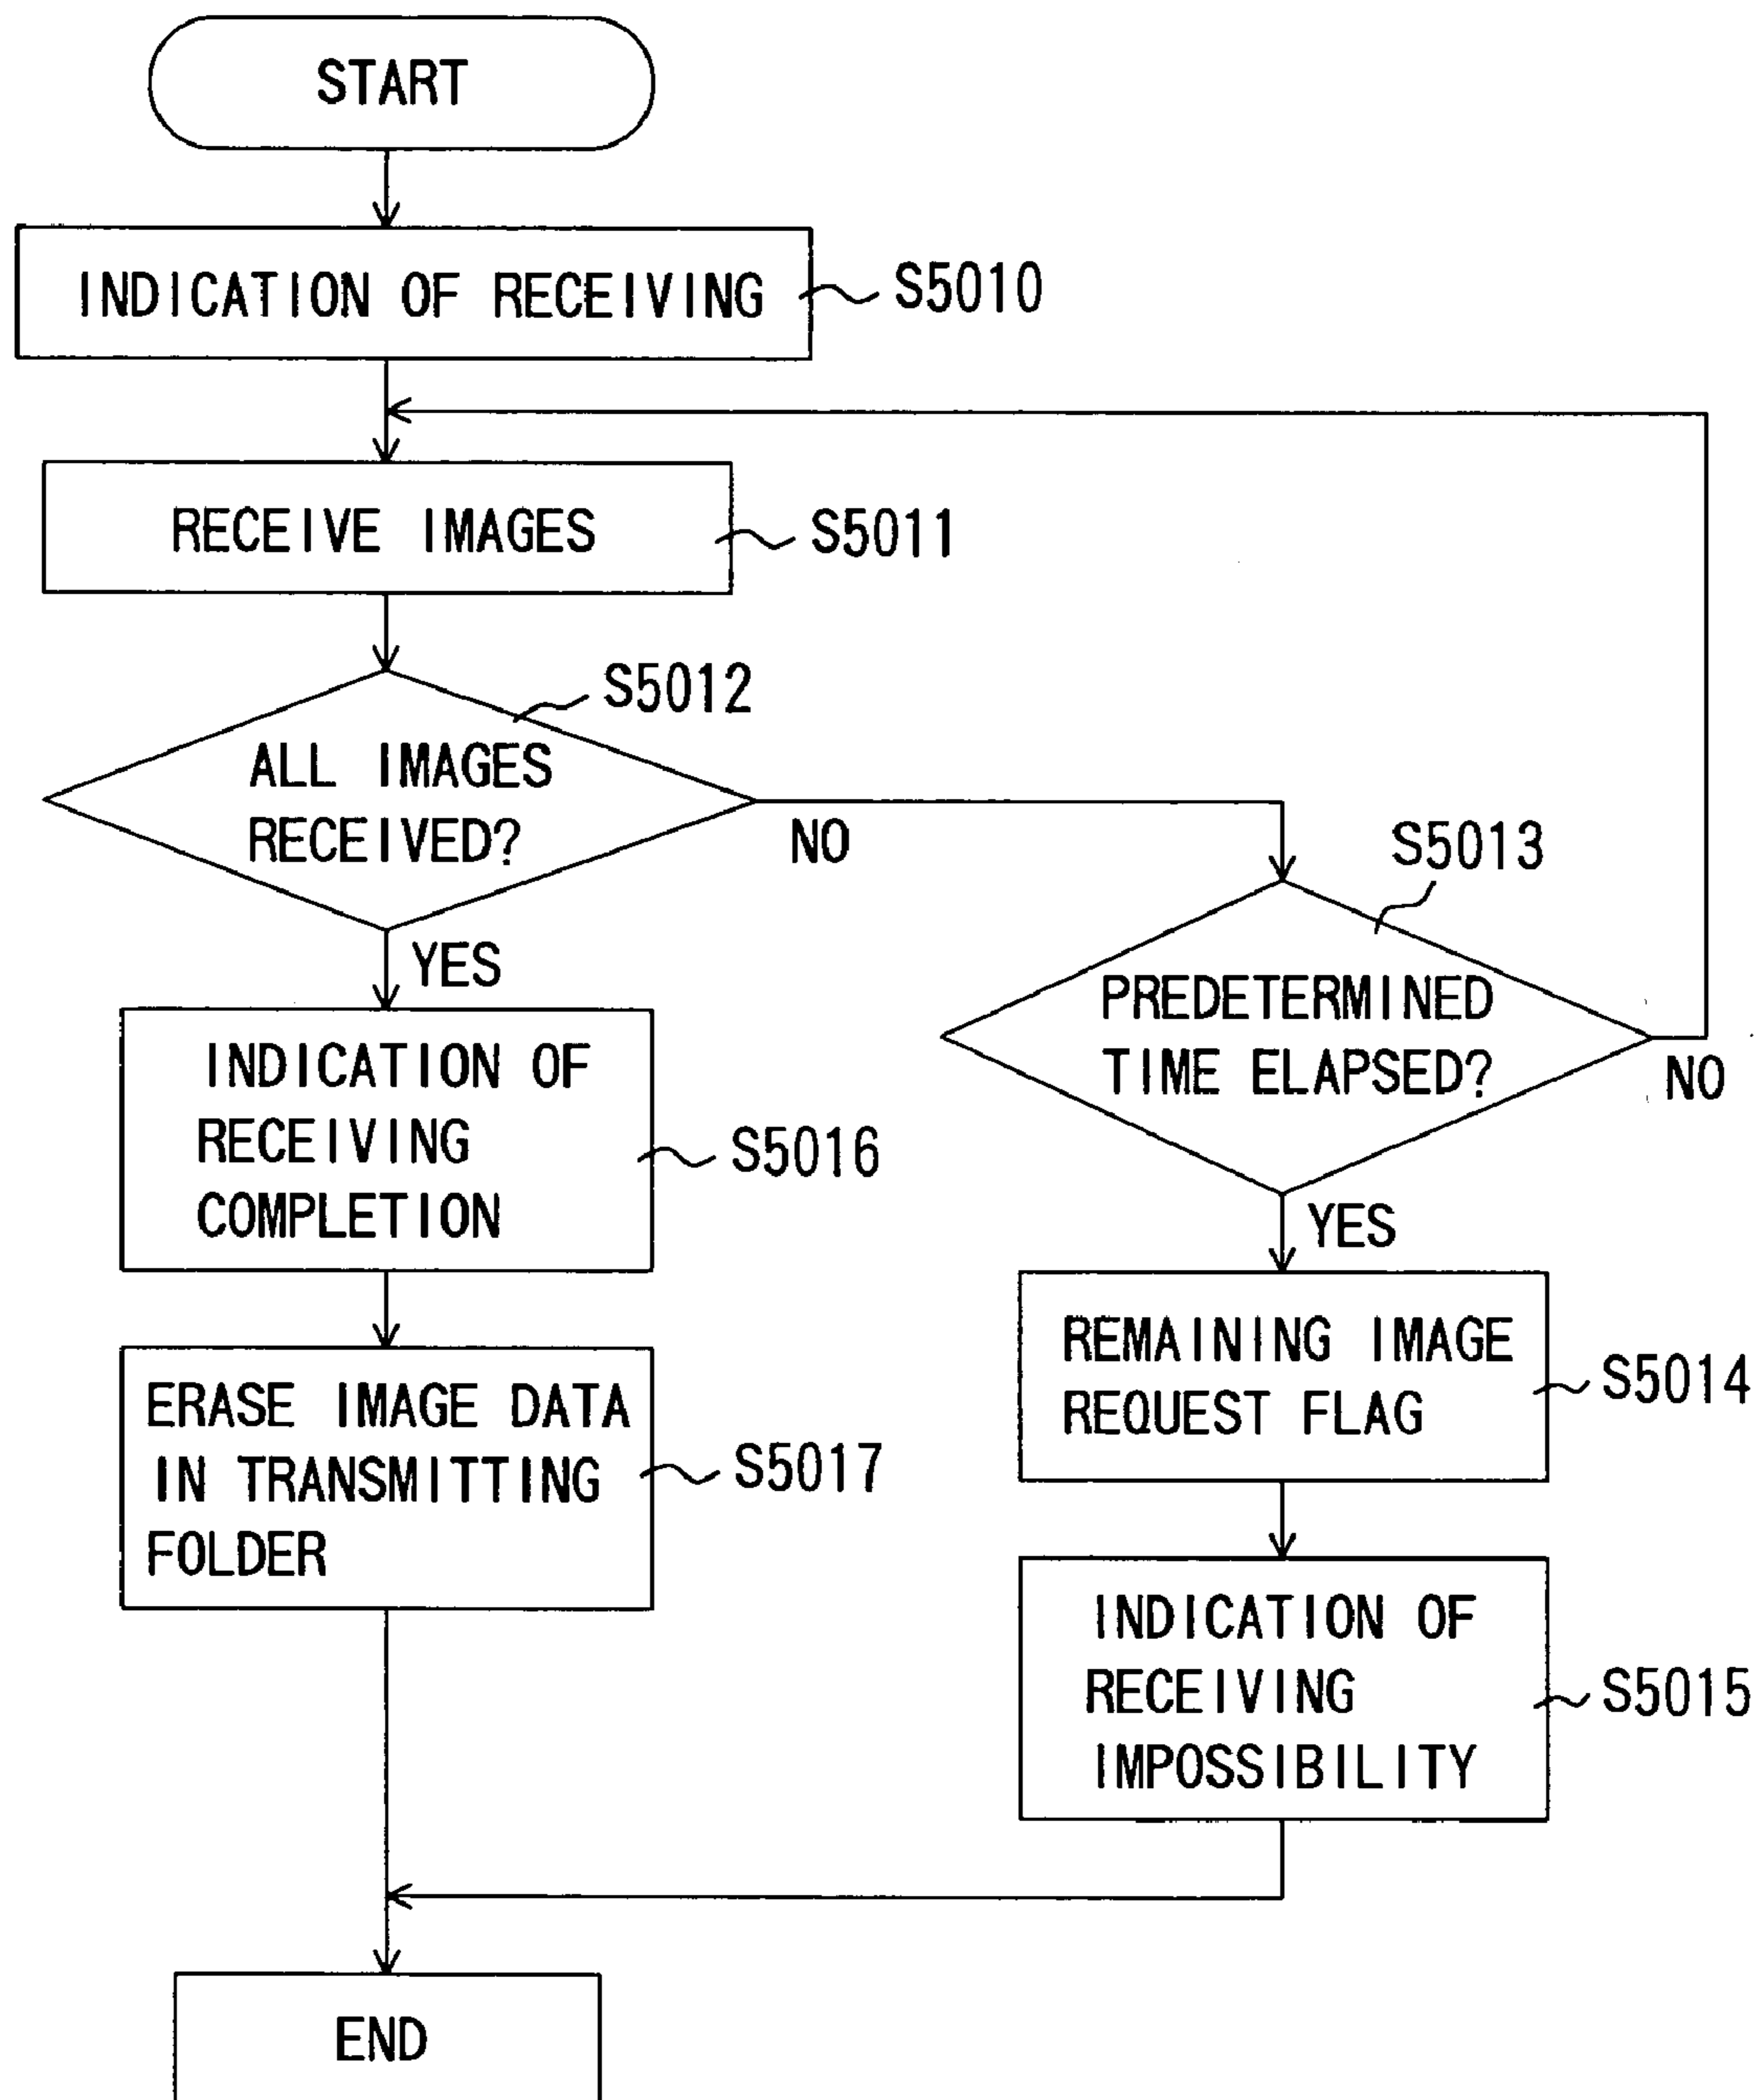 START
INDICATION OF RECEIVING
S5010
RECEIVE IMAGES
S5011
S5012
ALL IMAGES
RECEIVED?
NO
YES
S5013
PREDETERMINED
TIME ELAPSED?
NO
YES
INDICATION OF
RECEIVING
COMPLETION
S5016
REMAINING IMAGE
REQUEST FLAG
S5014
ERASE IMAGE DATA
IN TRANSMITTING
FOLDER
S5017
INDICATION OF
RECEIVING
IMPOSSIBILITY
S5015
END